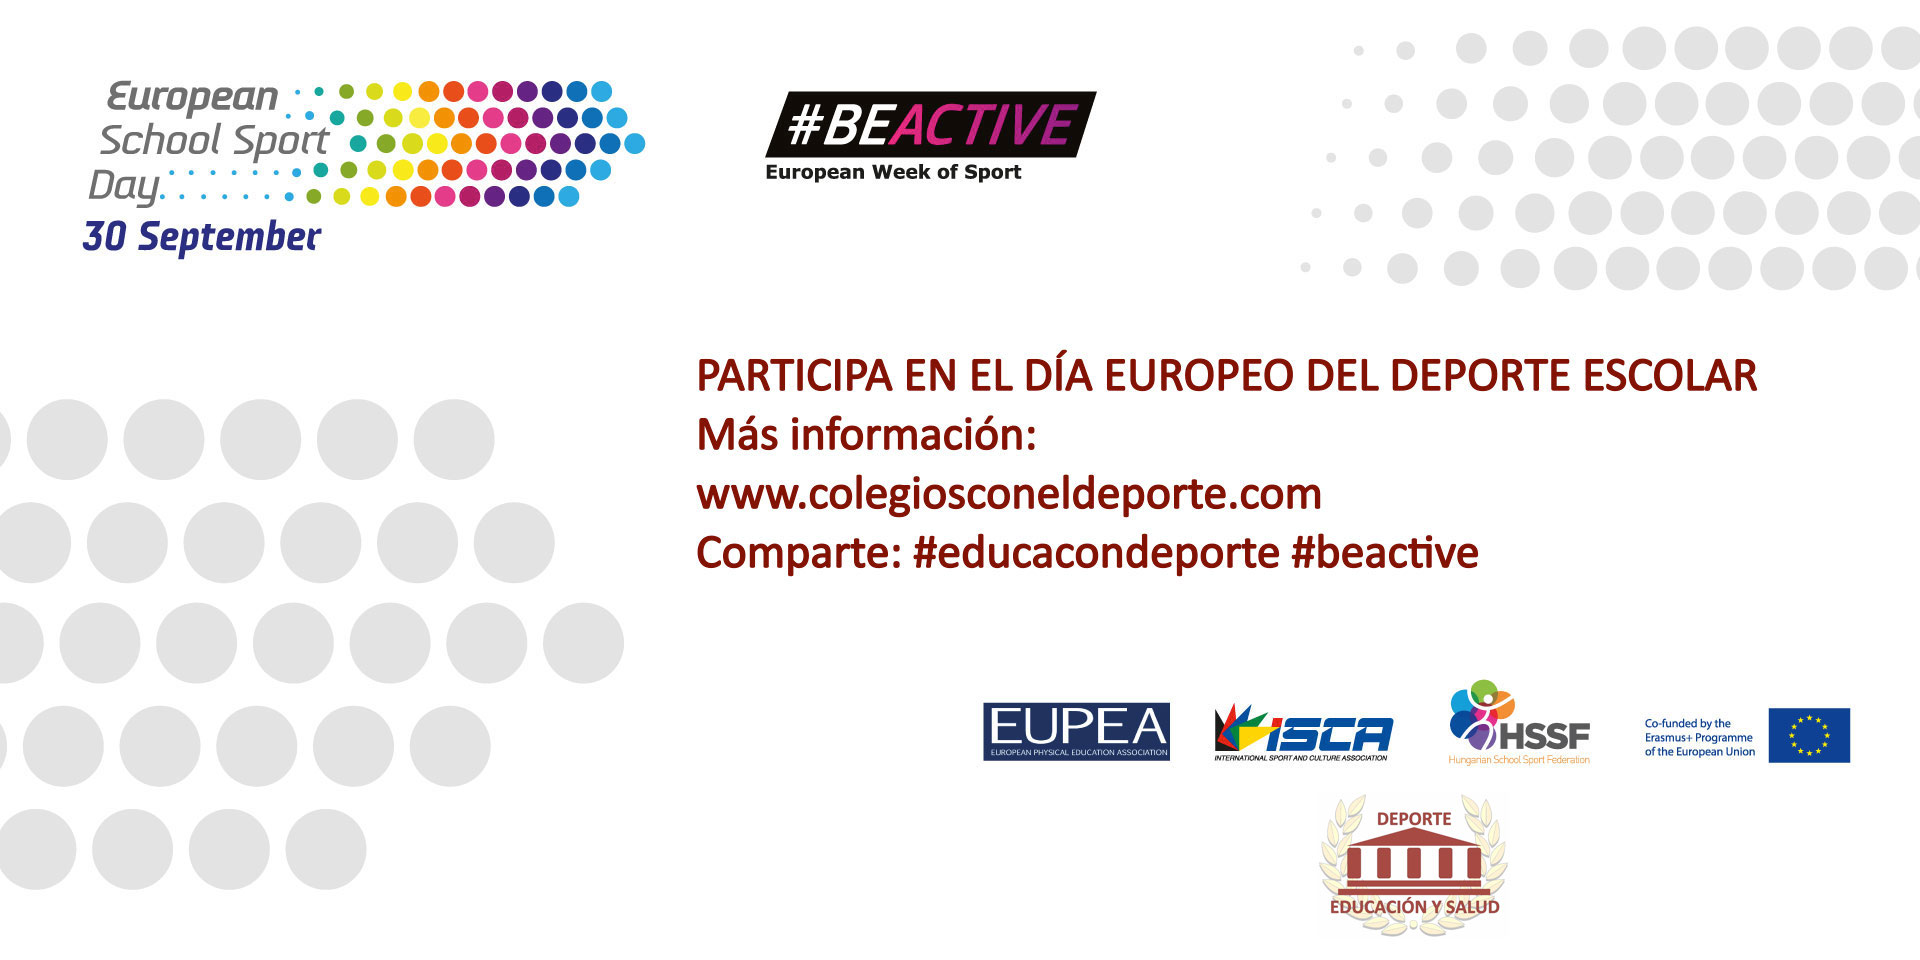 European
School Sport
Day
30 September
#BEACTIVE
European Week of Sport
PARTICIPA EN EL DÍA EUROPEO DEL DEPORTE ESCOLAR
Más información:
www.colegiosconeldeporte.com
Comparte: #educacondeporte #beactive
EUPEA
EUROPEAN PHYSICAL EDUCATION ASSOCIATION
ISCA
INTERNATIONAL SPORT AND CULTURE ASSOCIATION
HSSF
Hungarian School Sport Federation
Co-funded by the
Erasmus+ Programme
of the European Union
DEPORTE
EDUCACIÓN Y SALUD